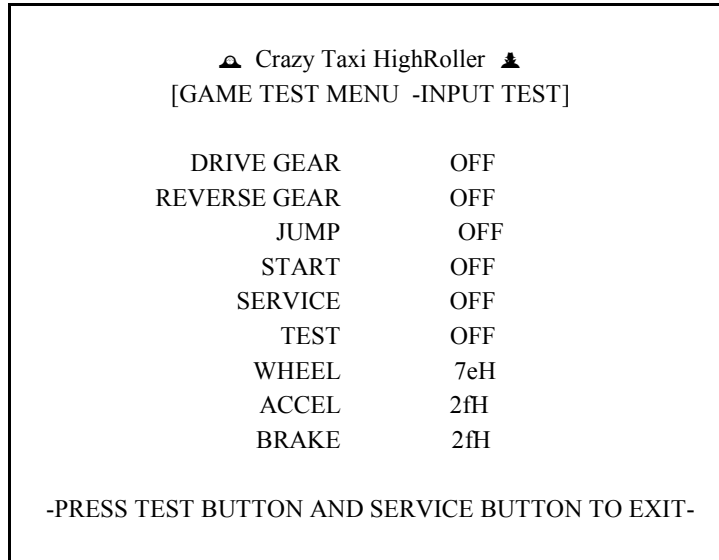 Crazy Taxi HighRoller
[GAME TEST MENU -INPUT TEST]
DRIVE GEAR OFF
REVERSE GEAR OFF
JUMP OFF
START OFF
SERVICE OFF
TEST OFF
WHEEL 7eH
ACCEL 2fH
BRAKE 2fH
-PRESS TEST BUTTON AND SERVICE BUTTON TO EXIT-